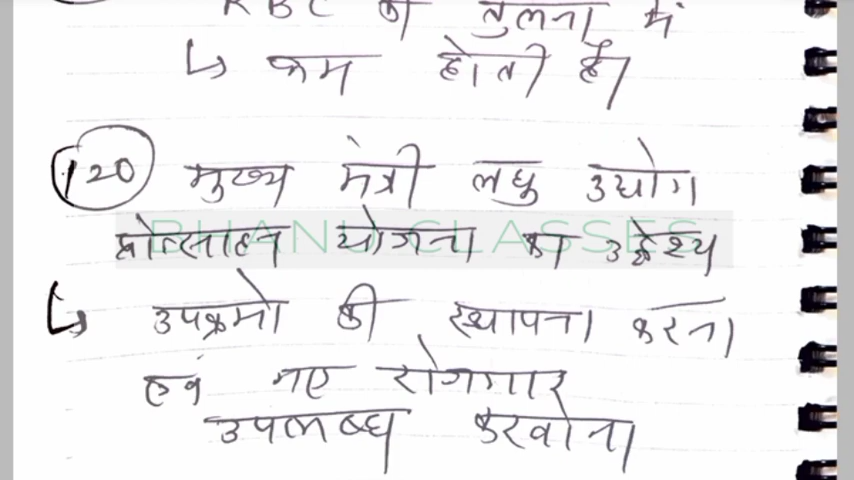 RBC की तुलना में
↳ कम होती है।
120 मुख्य मंत्री लघु उद्योग
BHANU CLASSES
प्रोत्साहन योजना का उद्देश्य
↳ उपक्रमो की स्थापना करना
एवं नए रोजगार
उपलब्ध करवाना